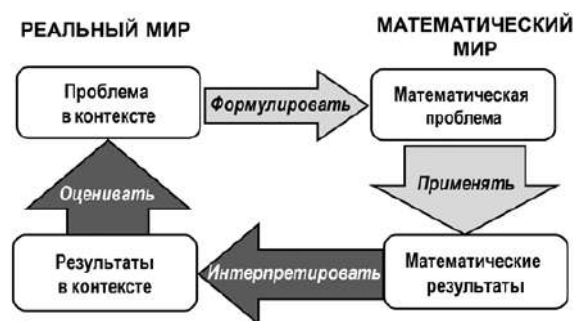 РЕАЛЬНЫЙ МИР
МАТЕМАТИЧЕСКИЙ
МИР
Проблема
в контексте
Формулировать
Математическая
проблема
Оценивать
Применять
Результаты
в контексте
Интерпретировать
Математические
результаты